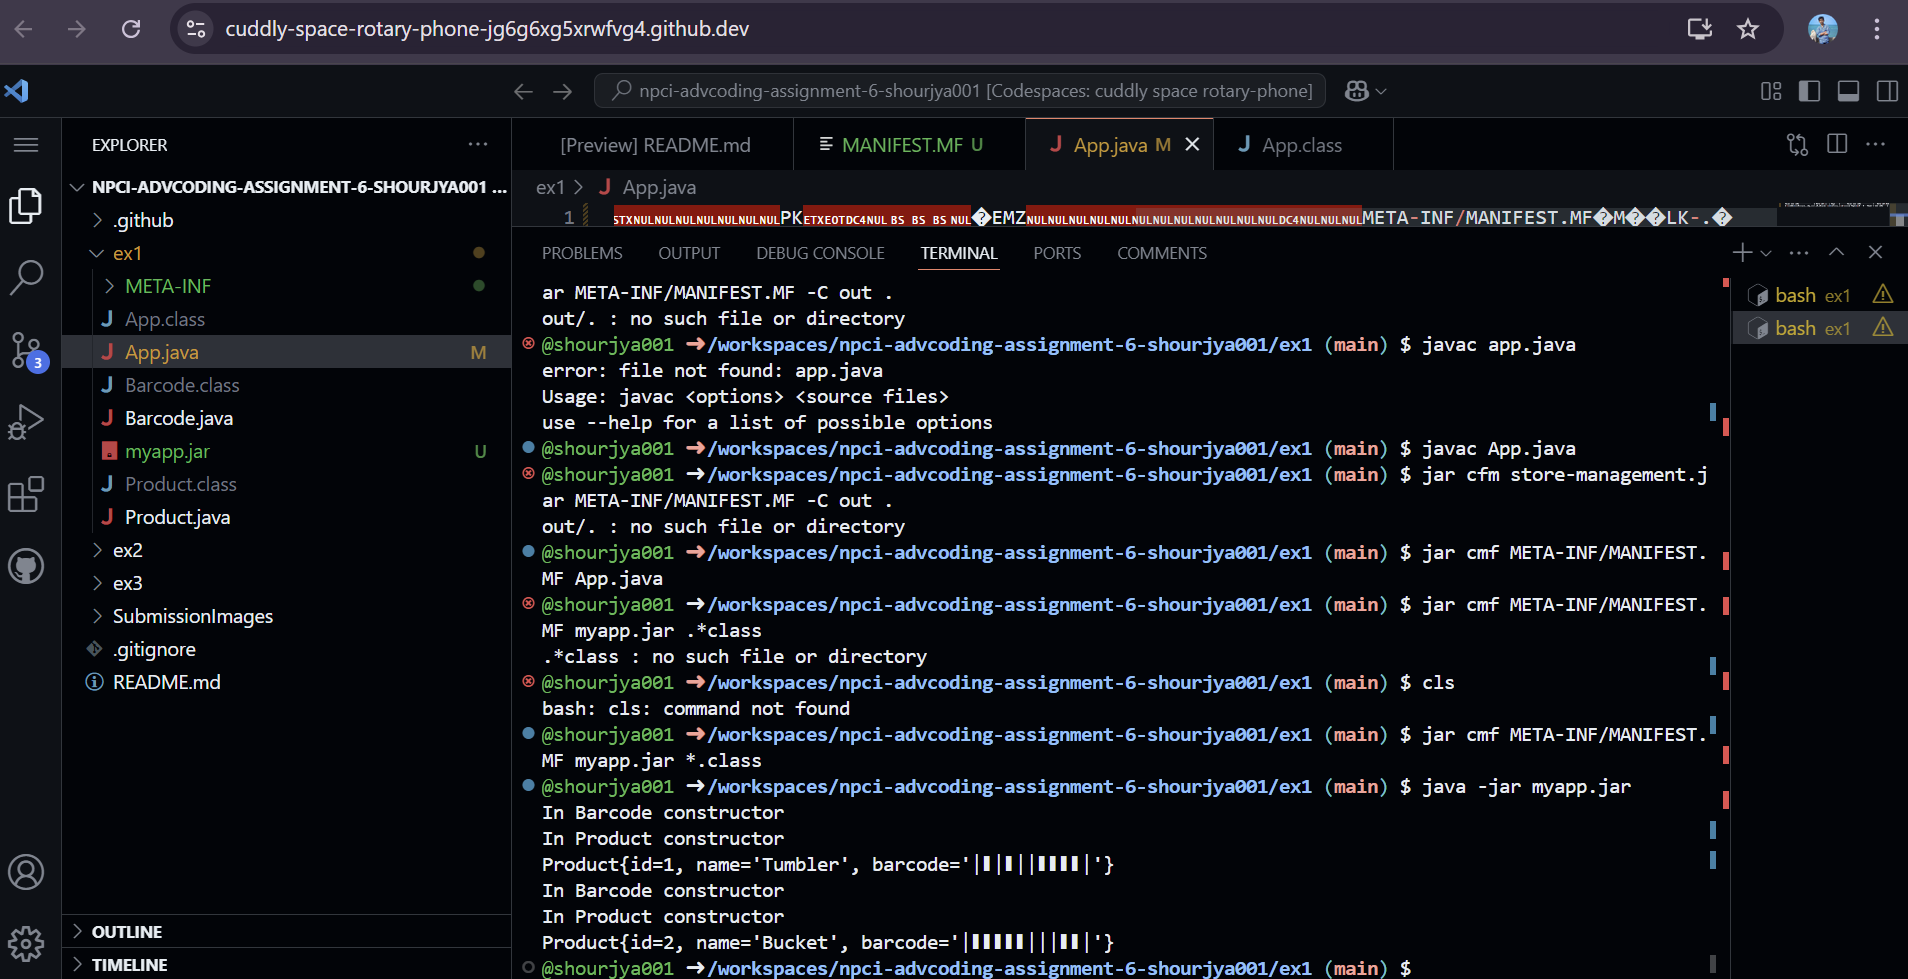 cuddly-space-rotary-phone-jg6g6xg5xrwfvg4.github.dev
npci-advcoding-assignment-6-shourjya001 [Codespaces: cuddly space rotary-phone]
EXPLORER
NPCI-ADVCODING-ASSIGNMENT-6-SHOURJYA001 ...
.github
ex1
META-INF
App.class
App.java M
Barcode.class
Barcode.java
myapp.jar U
Product.class
Product.java
ex2
ex3
SubmissionImages
.gitignore
README.md
OUTLINE
TIMELINE
3
[Preview] README.md
MANIFEST.MF U
App.java M
App.class
ex1 > App.java
1 STXNULNULNULNULNULNULNULPKETXEOTDC4NULBSBSBSNUL�EMZNULNULNULNULNULNULNULNULNULNULNULNULDC4NULNULNULMETA-INF/MANIFEST.MF�M��LK-.�
PROBLEMS OUTPUT DEBUG CONSOLE TERMINAL PORTS COMMENTS
ar META-INF/MANIFEST.MF -C out .
out/. : no such file or directory
@shourjya001 ➜/workspaces/npci-advcoding-assignment-6-shourjya001/ex1 (main) $ javac app.java
error: file not found: app.java
Usage: javac <options> <source files>
use --help for a list of possible options
@shourjya001 ➜/workspaces/npci-advcoding-assignment-6-shourjya001/ex1 (main) $ javac App.java
@shourjya001 ➜/workspaces/npci-advcoding-assignment-6-shourjya001/ex1 (main) $ jar cfm store-management.j
ar META-INF/MANIFEST.MF -C out .
out/. : no such file or directory
@shourjya001 ➜/workspaces/npci-advcoding-assignment-6-shourjya001/ex1 (main) $ jar cmf META-INF/MANIFEST.
MF App.java
@shourjya001 ➜/workspaces/npci-advcoding-assignment-6-shourjya001/ex1 (main) $ jar cmf META-INF/MANIFEST.
MF myapp.jar .*class
.*class : no such file or directory
@shourjya001 ➜/workspaces/npci-advcoding-assignment-6-shourjya001/ex1 (main) $ cls
bash: cls: command not found
@shourjya001 ➜/workspaces/npci-advcoding-assignment-6-shourjya001/ex1 (main) $ jar cmf META-INF/MANIFEST.
MF myapp.jar *.class
@shourjya001 ➜/workspaces/npci-advcoding-assignment-6-shourjya001/ex1 (main) $ java -jar myapp.jar
In Barcode constructor
In Product constructor
Product{id=1, name='Tumbler', barcode='│▌│▌││▌▌▌▌│'}
In Barcode constructor
In Product constructor
Product{id=2, name='Bucket', barcode='│▌▌▌▌▌│││▌▌│'}
@shourjya001 ➜/workspaces/npci-advcoding-assignment-6-shourjya001/ex1 (main) $
bash ex1
bash ex1